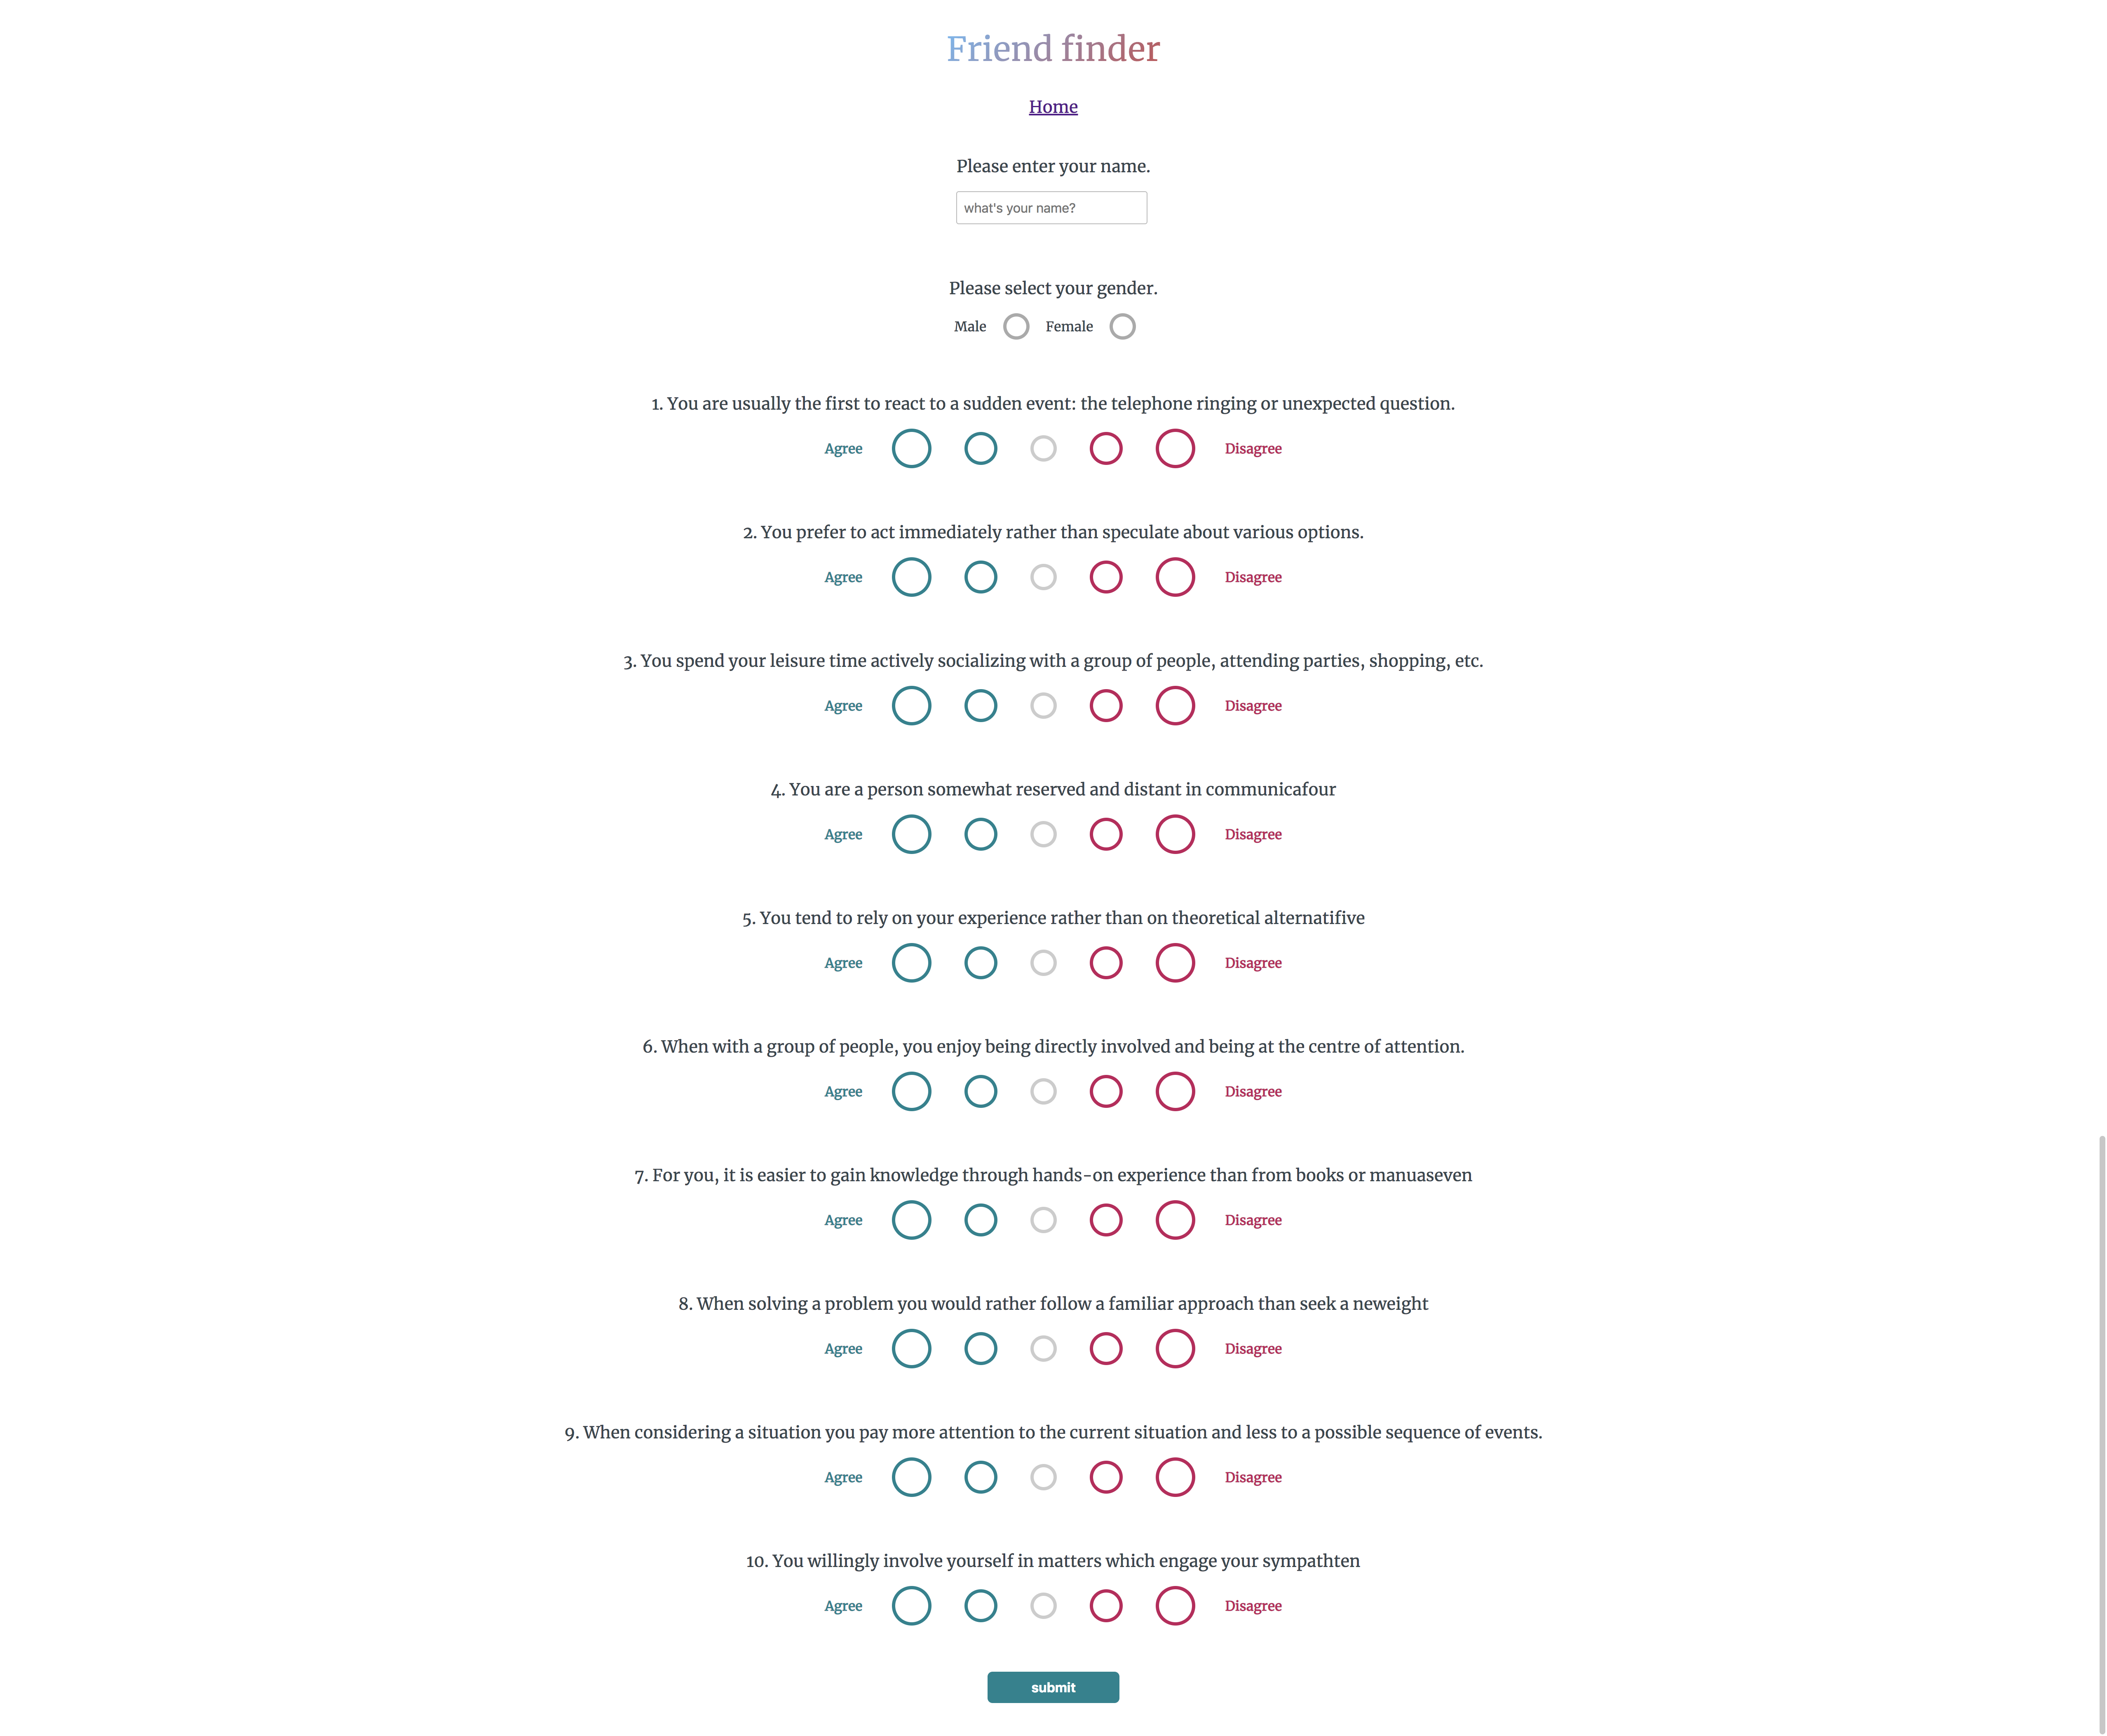 Friend finder
Home
Please enter your name.
what's your name?
Please select your gender.
Male Female
1. You are usually the first to react to a sudden event: the telephone ringing or unexpected question.
Agree Disagree
2. You prefer to act immediately rather than speculate about various options.
Agree Disagree
3. You spend your leisure time actively socializing with a group of people, attending parties, shopping, etc.
Agree Disagree
4. You are a person somewhat reserved and distant in communicafour
Agree Disagree
5. You tend to rely on your experience rather than on theoretical alternatifive
Agree Disagree
6. When with a group of people, you enjoy being directly involved and being at the centre of attention.
Agree Disagree
7. For you, it is easier to gain knowledge through hands-on experience than from books or manuaseven
Agree Disagree
8. When solving a problem you would rather follow a familiar approach than seek a neweight
Agree Disagree
9. When considering a situation you pay more attention to the current situation and less to a possible sequence of events.
Agree Disagree
10. You willingly involve yourself in matters which engage your sympathten
Agree Disagree
submit